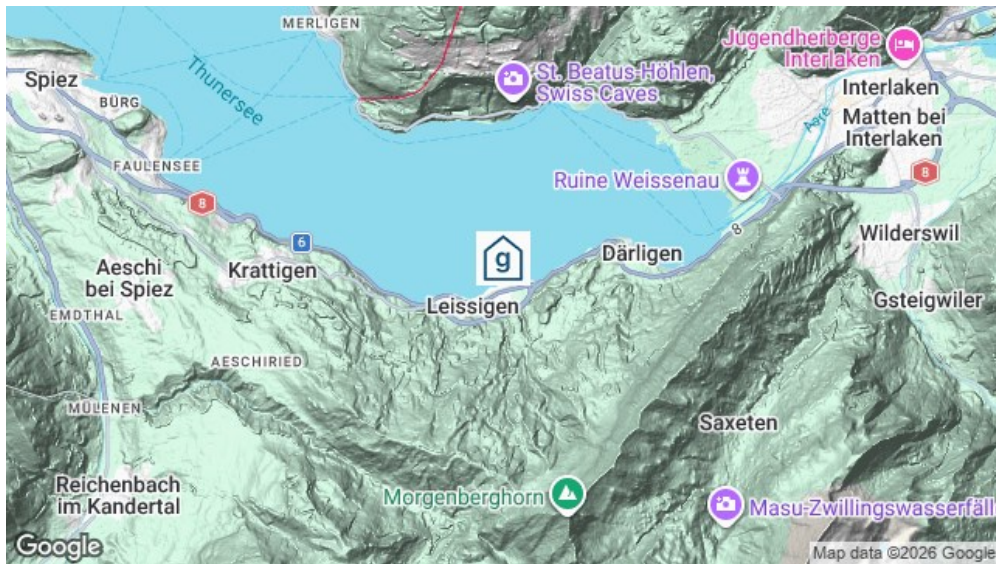 MERLIGEN
Jugendherberge
Interlaken
Spiez
Thunersee
St. Beatus-Höhlen,
Swiss Caves
Interlaken
BÜRG
Aare
Matten bei
Interlaken
FAULENSEE
Ruine Weissenau
8
8
8
Wilderswil
6
g
Därligen
Aeschi
bei Spiez
Krattigen
Leissigen
Gsteigwiler
EMDTHAL
AESCHIRIED
MÜLENEN
Saxeten
Reichenbach
im Kandertal
Morgenberghorn
Masu-Zwillingswasserfäll
Google
Map data ©2026 Google